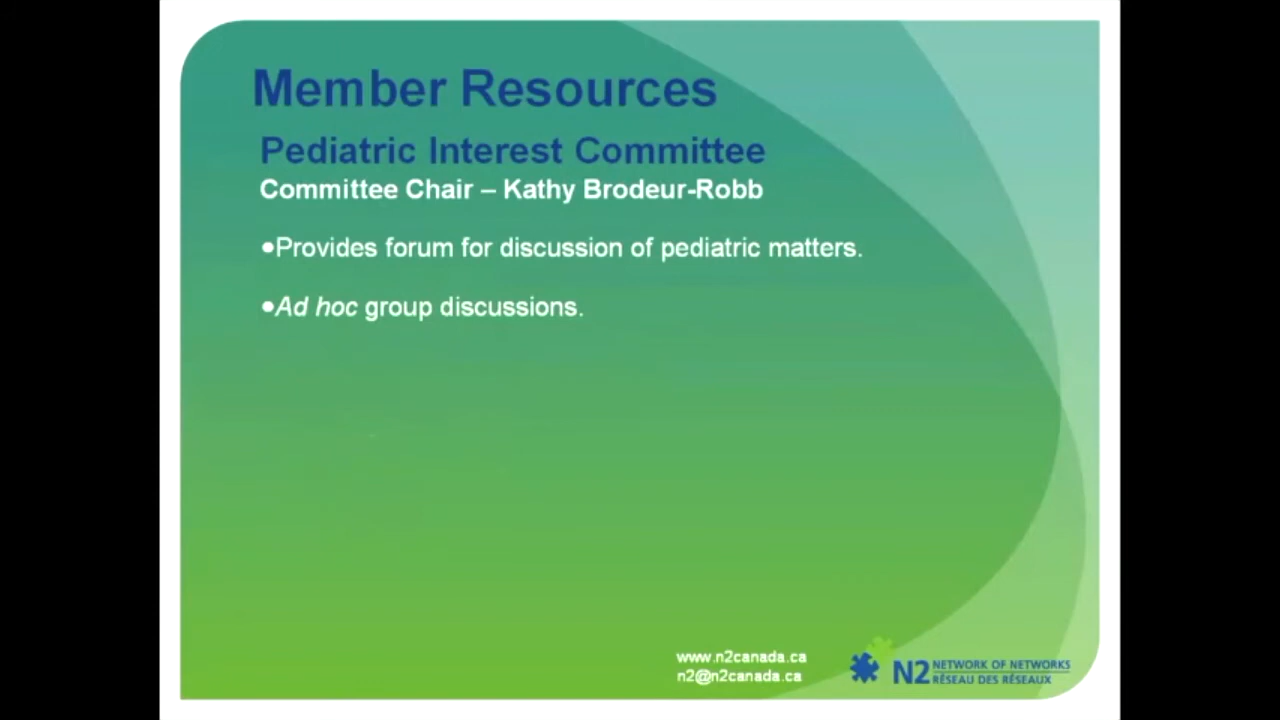 Member Resources
Pediatric Interest Committee
Committee Chair – Kathy Brodeur-Robb
●Provides forum for discussion of pediatric matters.
●Ad hoc group discussions.
www.n2canada.ca
n2@n2canada.ca
N2 NETWORK OF NETWORKS
RÉSEAU DES RÉSEAUX